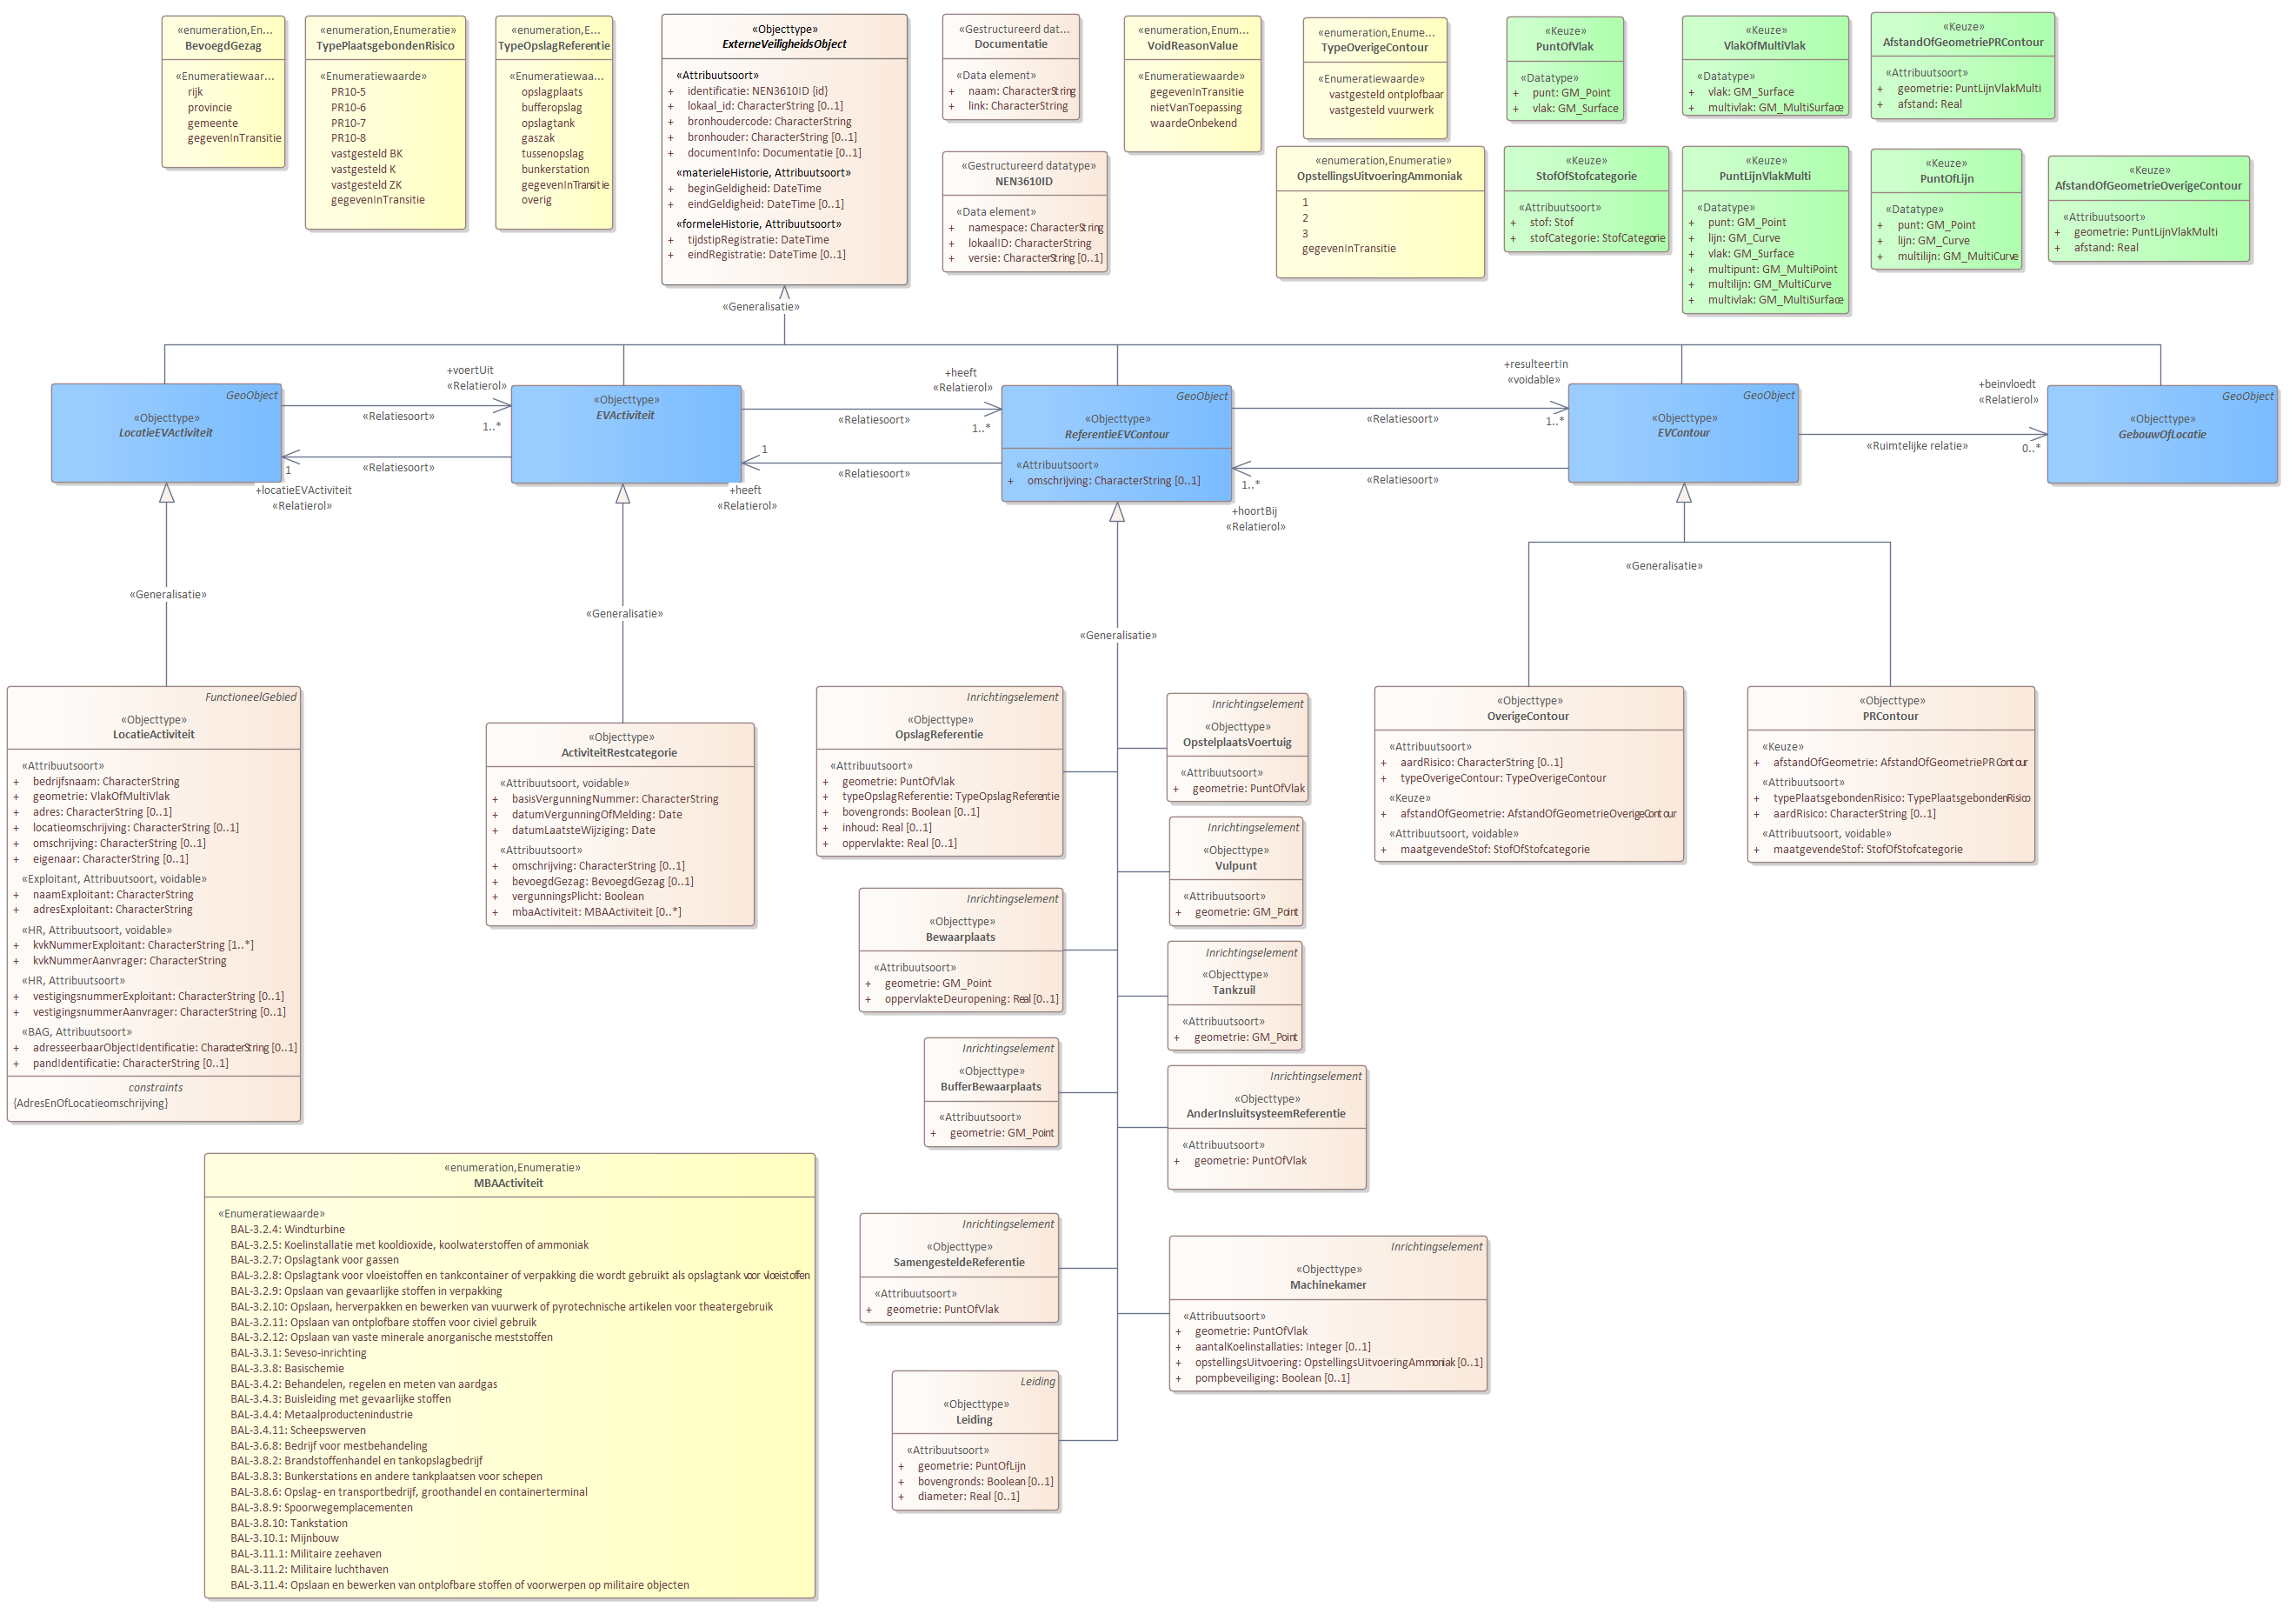 «enumeration,En...
BevoegdGezag
«Enumeratiewaar...
rijk
provincie
gemeente
gegevenInTransitie
«enumeration, Enumeratie»
TypePlaatsgebondenRisico
«Enumeratiewaarde»
PR10-5
PR10-6
PR10-7
PR10-8
vastgesteld BK
vastgesteld K
vastgesteld ZK
gegevenInTransitie
«enumeration, E...
TypeOpslagReferentie
«Enumeratiewaa...
opslagplaats
bufferopslag
opslagtank
gaszak
tussenopslag
bunkerstation
gegevenInTransitie
overig
«Objecttype»
ExterneVeiligheidsObject
«Attribuutsoort»
+ identificatie: NEN3610ID {id}
+ lokaal_id: CharacterString [0..1]
+ bronhoudercode: CharacterString
+ bronhouder: CharacterString [0..1]
+ documentInfo: Documentatie [0..1]
«materieleHistorie, Attribuutsoort»
+ beginGeldigheid: DateTime
+ eindGeldigheid: DateTime [0..1]
«formeleHistorie, Attribuutsoort»
+ tijdstipRegistratie: DateTime
+ eindRegistratie: DateTime [0..1]
«Gestructureerd dat...
Documentatie
«Data element»
+ naam: CharacterString
+ link: CharacterString
«Gestructureerd datatype»
NEN3610ID
«Data element»
+ namespace: CharacterString
+ lokaalID: CharacterString
+ versie: CharacterString [0..1]
«enumeration, Enum...
VoidReasonValue
«Enumeratiewaarde»
gegevenInTransitie
nietVanToepassing
waardeOnbekend
«enumeration, Enume...
TypeOverigeContour
«Enumeratiewaarde»
vastgesteld ontplofbaar
vastgesteld vuurwerk
«enumeration,Enumeratie»
OpstellingsUitvoeringAmmoniak
1
2
3
gegevenInTransitie
«Keuze»
PuntOfVlak
«Datatype»
+ punt: GM_Point
+ vlak: GM_Surface
«Keuze»
StofOfStofcategorie
«Attribuutsoort»
+ stof: Stof
+ stofCategorie: StofCategorie
«Keuze»
VlakOfMultiVlak
«Datatype»
+ vlak: GM_Surface
+ multivlak: GM_MultiSurface
«Keuze»
PuntLijnVlakMulti
«Datatype»
+ punt: GM_Point
+ lijn: GM_Curve
+ vlak: GM_Surface
+ multipunt: GM_MultiPoint
+ multilijn: GM_MultiCurve
+ multivlak: GM_MultiSurface
«Keuze»
AfstandOfGeometriePRContour
«Attribuutsoort»
+ geometrie: PuntLijnVlakMulti
+ afstand: Real
«Keuze»
PuntOfLijn
«Datatype»
+ punt: GM_Point
+ lijn: GM_Curve
+ multilijn: GM_MultiCurve
«Keuze»
AfstandOfGeometrieOverigeContour
«Attribuutsoort»
+ geometrie: PuntLijnVlakMulti
+ afstand: Real
«Generalisatie»
GeoObject
«Objecttype»
LocatieEVActiviteit
+voertUit
«Relatierol»
«Relatiesoort»
1..*
«Relatiesoort»
1
+locatieEVActiviteit
«Relatierol»
«Objecttype»
EVActiviteit
+heeft
«Relatierol»
«Relatiesoort»
1..*
1
«Relatiesoort»
+heeft
«Relatierol»
GeoObject
«Objecttype»
ReferentieEVContour
«Attribuutsoort»
+ omschrijving: CharacterString [0..1]
+resulteertIn
«voidable»
«Relatiesoort»
1..*
1..*
«Relatiesoort»
+hoortBij
«Relatierol»
GeoObject
«Objecttype»
EVContour
+beinvloedt
«Relatierol»
«Ruimtelijke relatie»
0..*
GeoObject
«Objecttype»
GebouwOfLocatie
«Generalisatie»
«Generalisatie»
«Generalisatie»
«Generalisatie»
FunctioneelGebied
«Objecttype»
LocatieActiviteit
«Attribuutsoort»
+ bedrijfsnaam: CharacterString
+ geometrie: VlakOfMultiVlak
+ adres: CharacterString [0..1]
+ locatieomschrijving: CharacterString [0..1]
+ omschrijving: CharacterString [0..1]
+ eigenaar: CharacterString [0..1]
«Exploitant, Attribuutsoort, voidable»
+ naamExploitant: CharacterString
+ adresExploitant: CharacterString
«HR, Attribuutsoort, voidable»
+ kvkNummerExploitant: CharacterString [1..*]
+ kvkNummerAanvrager: CharacterString
«HR, Attribuutsoort»
+ vestigingsnummerExploitant: CharacterString [0..1]
+ vestigingsnummerAanvrager: CharacterString [0..1]
«BAG, Attribuutsoort»
+ adresseerbaarObjectIdentificatie: CharacterString [0..1]
+ pandIdentificatie: CharacterString [0..1]
constraints
{AdresEnOfLocatieomschrijving}
«Objecttype»
ActiviteitRestcategorie
«Attribuutsoort, voidable»
+ basisVergunningNummer: CharacterString
+ datumVergunningOfMelding: Date
+ datumLaatsteWijziging: Date
«Attribuutsoort»
+ omschrijving: CharacterString [0..1]
+ bevoegdGezag: BevoegdGezag [0..1]
+ vergunningsPlicht: Boolean
+ mbaActiviteit: MBAActiviteit [0..*]
Inrichtingselement
«Objecttype»
OpslagReferentie
«Attribuutsoort»
+ geometrie: PuntOfVlak
+ typeOpslagReferentie: TypeOpslagReferentie
+ bovengronds: Boolean [0..1]
+ inhoud: Real [0..1]
+ oppervlakte: Real [0..1]
Inrichtingselement
«Objecttype»
OpstelplaatsVoertuig
«Attribuutsoort»
+ geometrie: PuntOfVlak
Inrichtingselement
«Objecttype»
Vulpunt
«Attribuutsoort»
+ geometrie: GM_Point
Inrichtingselement
«Objecttype»
Bewaarplaats
«Attribuutsoort»
+ geometrie: GM_Point
+ oppervlakteDeuropening: Real [0..1]
Inrichtingselement
«Objecttype»
Tankzuil
«Attribuutsoort»
+ geometrie: GM_Point
Inrichtingselement
«Objecttype»
BufferBewaarplaats
«Attribuutsoort»
+ geometrie: GM_Point
Inrichtingselement
«Objecttype»
AnderInsluitsysteemReferentie
«Attribuutsoort»
+ geometrie: PuntOfVlak
Inrichtingselement
«Objecttype»
SamengesteldeReferentie
«Attribuutsoort»
+ geometrie: PuntOfVlak
Inrichtingselement
«Objecttype»
Machinekamer
«Attribuutsoort»
+ geometrie: PuntOfVlak
+ aantalKoelinstallaties: Integer [0..1]
+ opstellingsUitvoering: OpstellingsUitvoeringAmmoniak [0..1]
+ pompbeveiliging: Boolean [0..1]
Leiding
«Objecttype»
Leiding
«Attribuutsoort»
+ geometrie: PuntOfLijn
+ bovengronds: Boolean [0..1]
+ diameter: Real [0..1]
«Objecttype»
OverigeContour
«Attribuutsoort»
+ aardRisico: CharacterString [0..1]
+ typeOverigeContour: TypeOverigeContour
«Keuze»
+ afstandOfGeometrie: AfstandOfGeometrieOverigeContour
«Attribuutsoort, voidable»
+ maatgevendeStof: StofOfStofcategorie
«Objecttype»
PRContour
«Keuze»
+ afstandOfGeometrie: AfstandOfGeometriePRContour
«Attribuutsoort»
+ typePlaatsgebondenRisico: TypePlaatsgebondenRisico
+ aardRisico: CharacterString [0..1]
«Attribuutsoort, voidable»
+ maatgevendeStof: StofOfStofcategorie
«enumeration,Enumeratie»
MBAActiviteit
«Enumeratiewaarde»
BAL-3.2.4: Windturbine
BAL-3.2.5: Koelinstallatie met kooldioxide, koolwaterstoffen of ammoniak
BAL-3.2.7: Opslagtank voor gassen
BAL-3.2.8: Opslagtank voor vloeistoffen en tankcontainer of verpakking die wordt gebruikt als opslagtank voor vloeistoffen
BAL-3.2.9: Opslaan van gevaarlijke stoffen in verpakking
BAL-3.2.10: Opslaan, herverpakken en bewerken van vuurwerk of pyrotechnische artikelen voor theatergebruik
BAL-3.2.11: Opslaan van ontplofbare stoffen voor civiel gebruik
BAL-3.2.12: Opslaan van vaste minerale anorganische meststoffen
BAL-3.3.1: Seveso-inrichting
BAL-3.3.8: Basischemie
BAL-3.4.2: Behandelen, regelen en meten van aardgas
BAL-3.4.3: Buisleiding met gevaarlijke stoffen
BAL-3.4.4: Metaalproductenindustrie
BAL-3.4.11: Scheepswerven
BAL-3.6.8: Bedrijf voor mestbehandeling
BAL-3.8.2: Brandstoffenhandel en tankopslagbedrijf
BAL-3.8.3: Bunkerstations en andere tankplaatsen voor schepen
BAL-3.8.6: Opslag- en transportbedrijf, groothandel en containerterminal
BAL-3.8.9: Spoorwegemplacementen
BAL-3.8.10: Tankstation
BAL-3.10.1: Mijnbouw
BAL-3.11.1: Militaire zeehaven
BAL-3.11.2: Militaire luchthaven
BAL-3.11.4: Opslaan en bewerken van ontplofbare stoffen of voorwerpen op militaire objecten